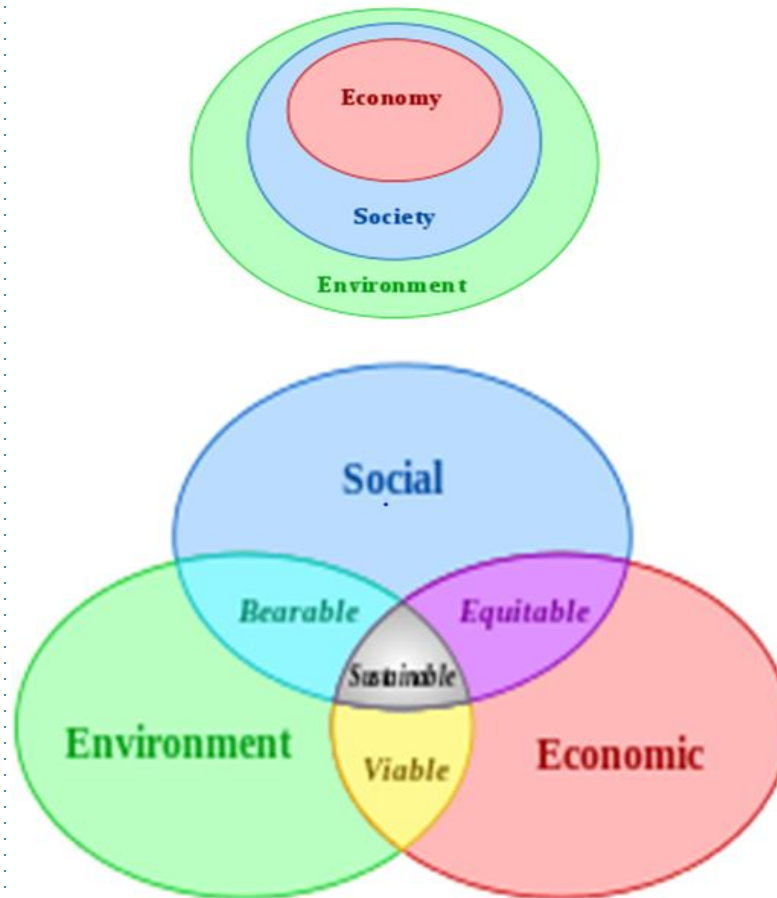 Economy
Society
Environment
Social
Bearable
Equitable
Sustainable
Environment
Economic
Viable